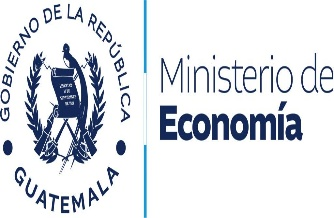 GOBIERNO DE LA REPÚBLICA
GUATEMALA
Ministerio de
Economía